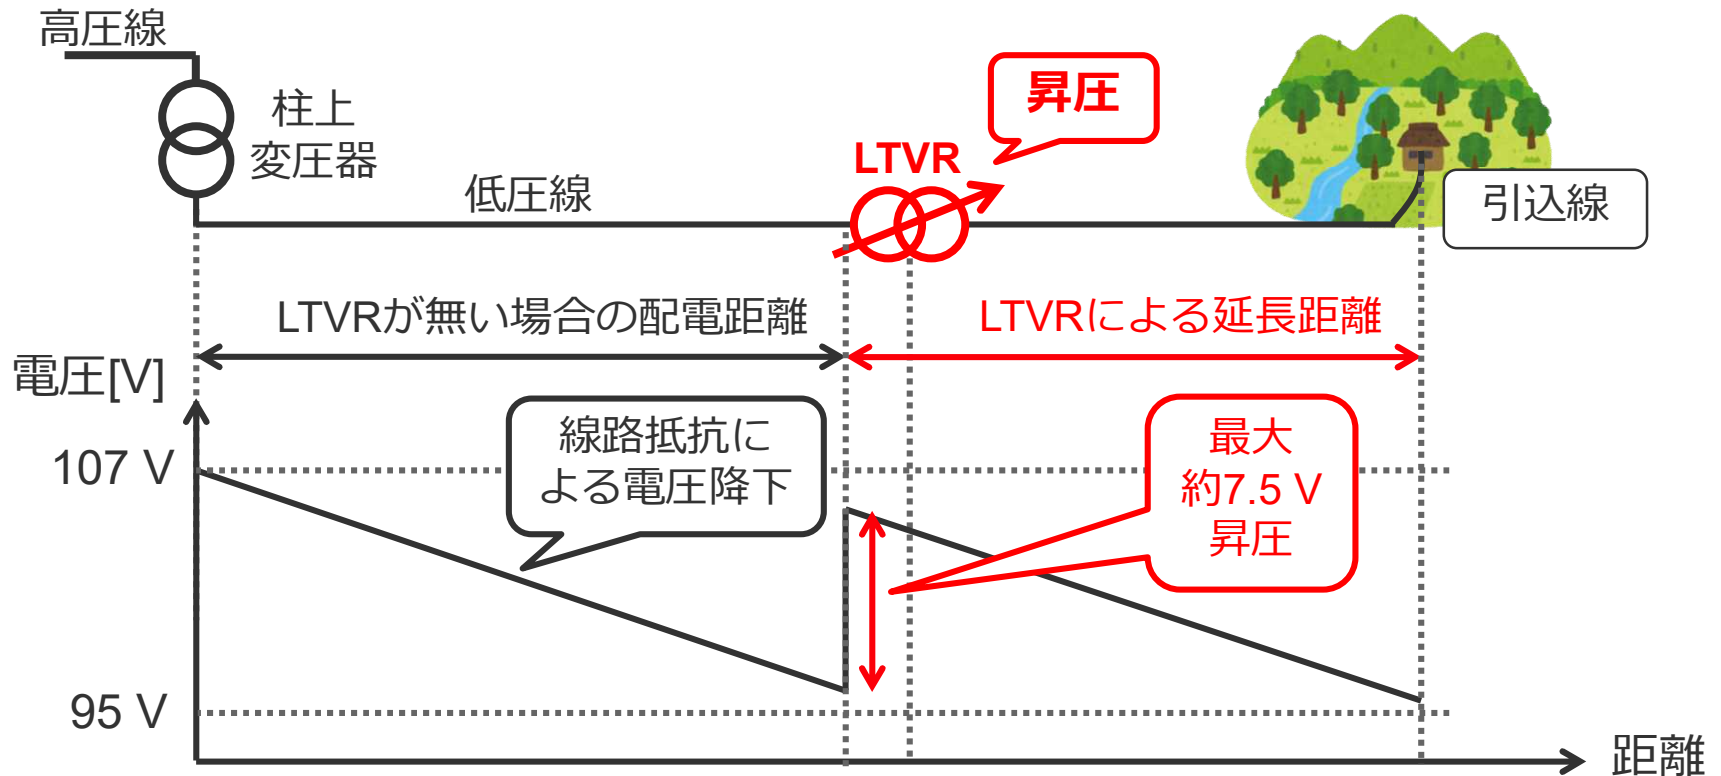 高圧線
柱上
変圧器
低圧線
LTVR
昇圧
引込線
LTVRが無い場合の配電距離
LTVRによる延長距離
電圧[V]
107 V
線路抵抗に
よる電圧降下
最大
約7.5 V
昇圧
95 V
距離